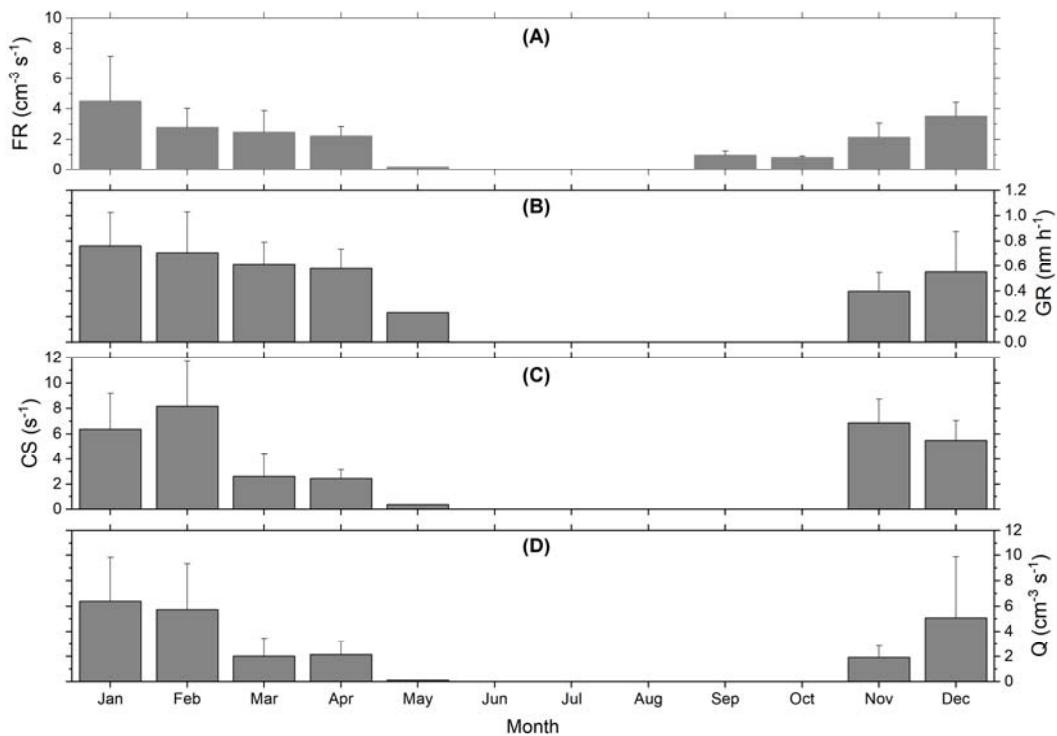 (A)
FR (cm⁻³ s⁻¹)
10
8
6
4
2
0
(B)
GR (nm h⁻¹)
1.2
1.0
0.8
0.6
0.4
0.2
0.0
(C)
CS (s⁻¹)
12
10
8
6
4
2
0
(D)
Q (cm⁻³ s⁻¹)
12
10
8
6
4
2
0
Jan Feb Mar Apr May Jun Jul Aug Sep Oct Nov Dec
Month